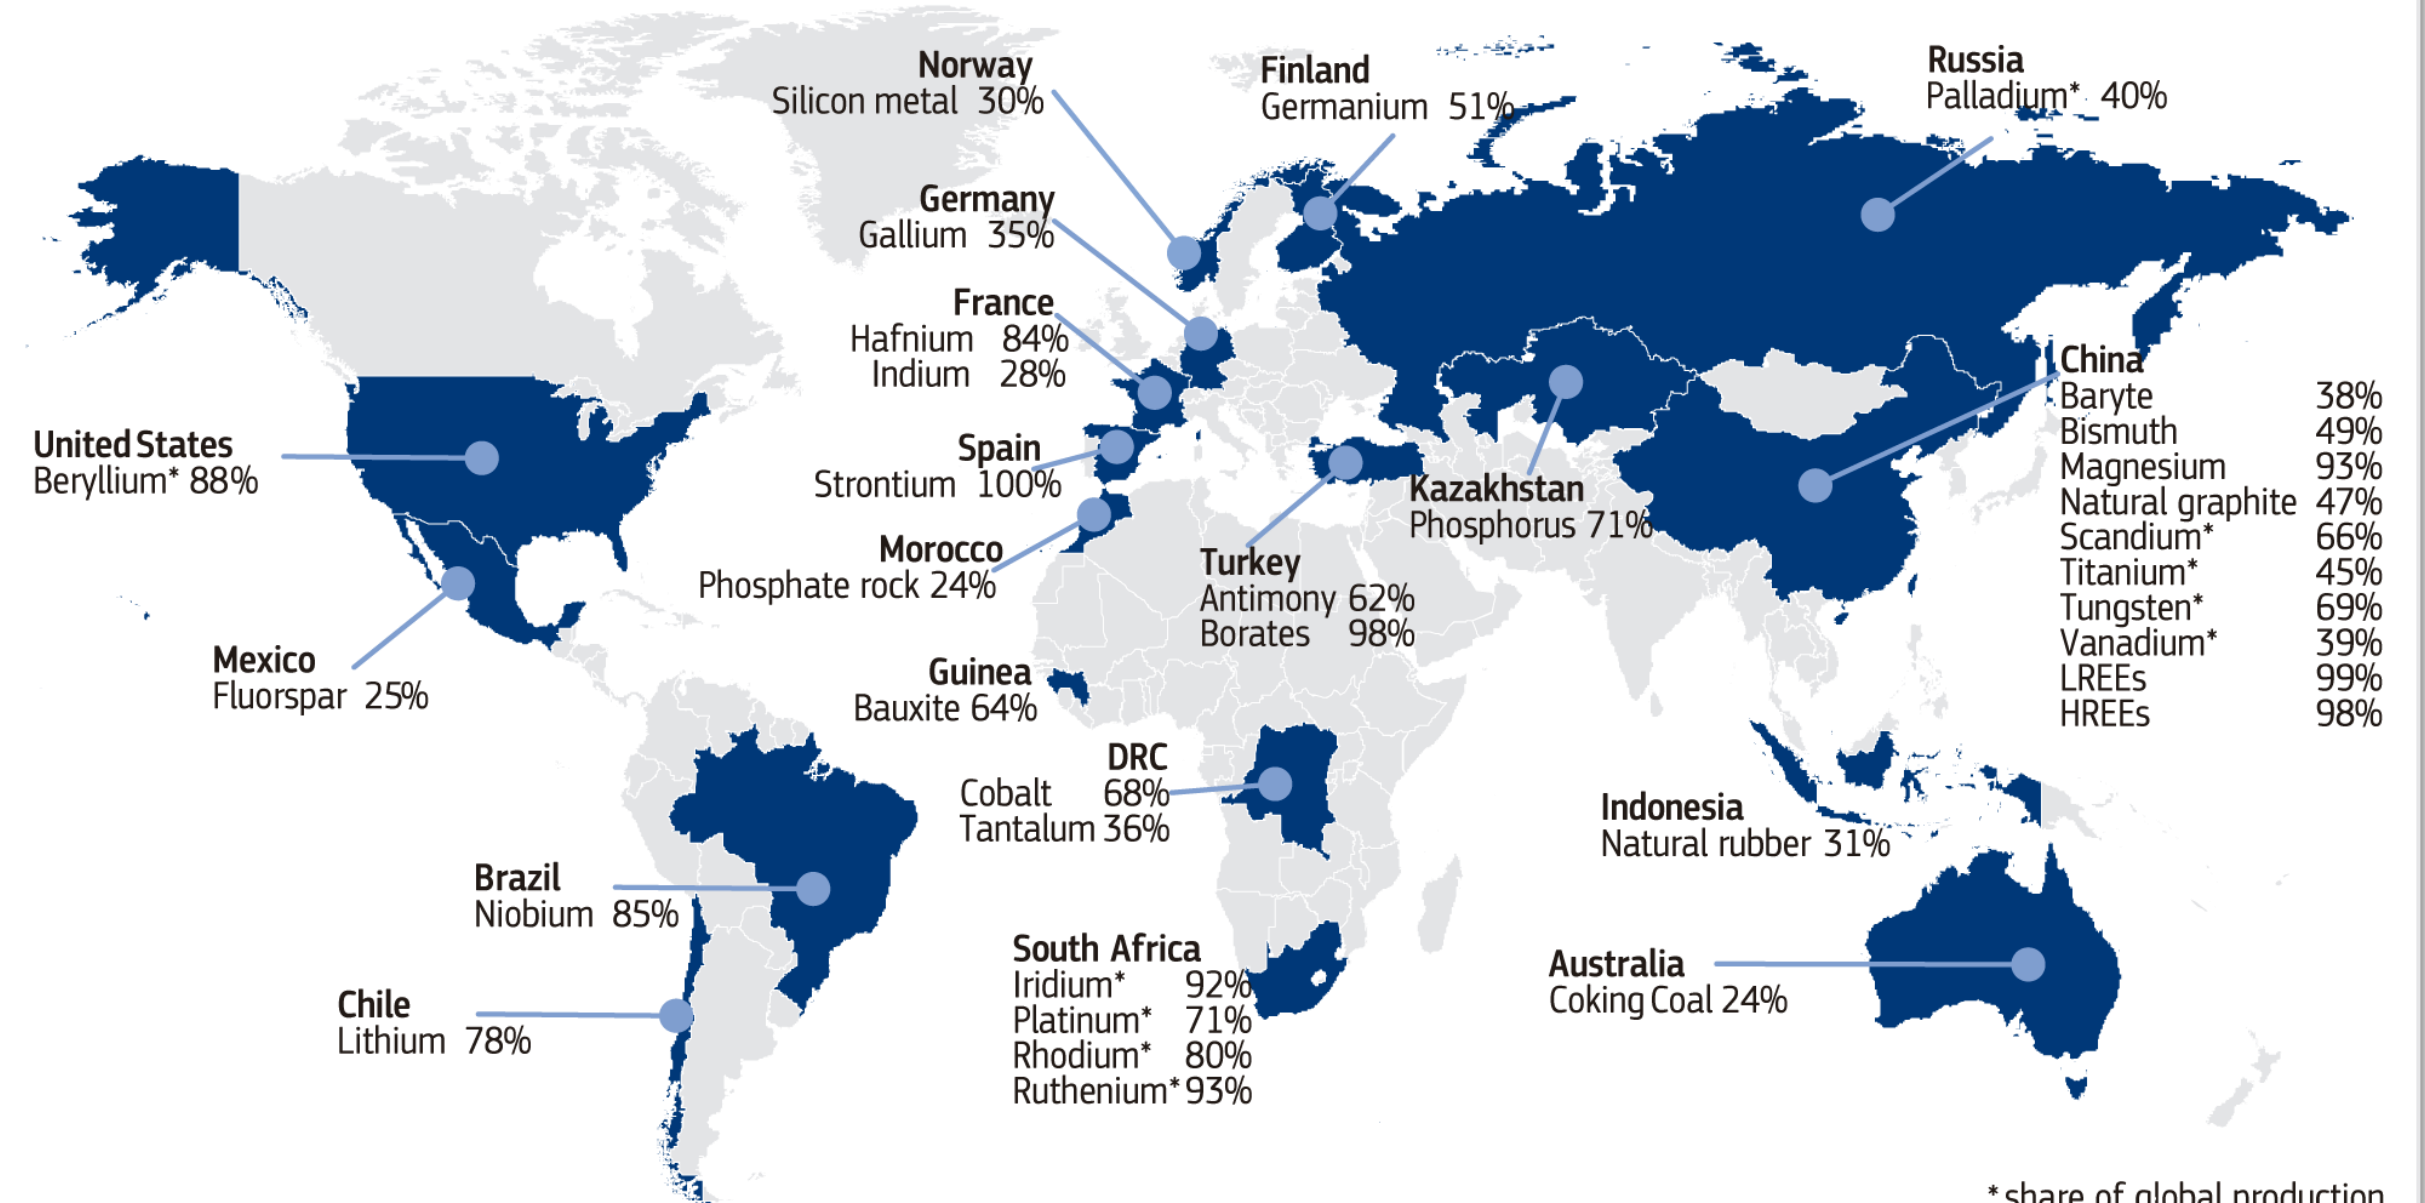 Norway
Silicon metal 30%
Finland
Germanium 51%
Russia
Palladium* 40%
Germany
Gallium 35%
France
Hafnium 84%
Indium 28%
China
Baryte 38%
Bismuth 49%
Magnesium 93%
Natural graphite 47%
Scandium* 66%
Titanium* 45%
Tungsten* 69%
Vanadium* 39%
LREEs 99%
HREEs 98%
United States
Beryllium* 88%
Spain
Strontium 100%
Kazakhstan
Phosphorus 71%
Morocco
Phosphate rock 24%
Turkey
Antimony 62%
Borates 98%
Mexico
Fluorspar 25%
Guinea
Bauxite 64%
DRC
Cobalt 68%
Tantalum 36%
Indonesia
Natural rubber 31%
Brazil
Niobium 85%
South Africa
Iridium* 92%
Platinum* 71%
Rhodium* 80%
Ruthenium* 93%
Australia
Coking Coal 24%
Chile
Lithium 78%
* share of global production